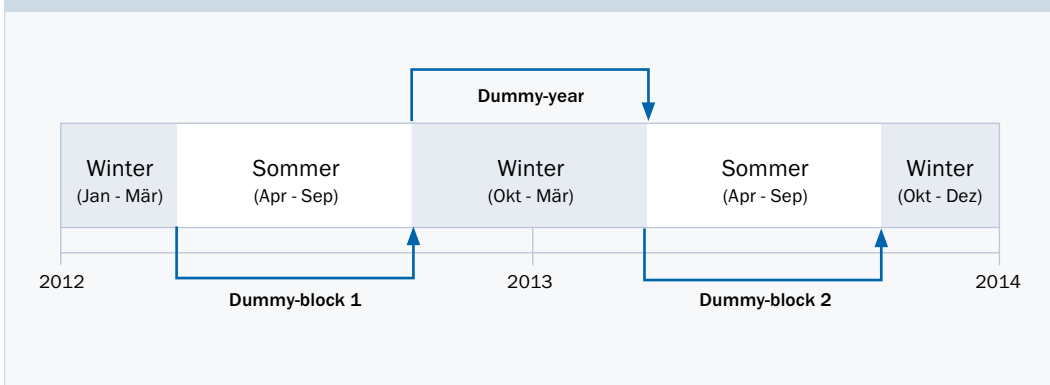 Dummy-year
Winter
(Jan - Mär)
Sommer
(Apr - Sep)
Winter
(Okt - Mär)
Sommer
(Apr - Sep)
Winter
(Okt - Dez)
2012
2013
2014
Dummy-block 1
Dummy-block 2